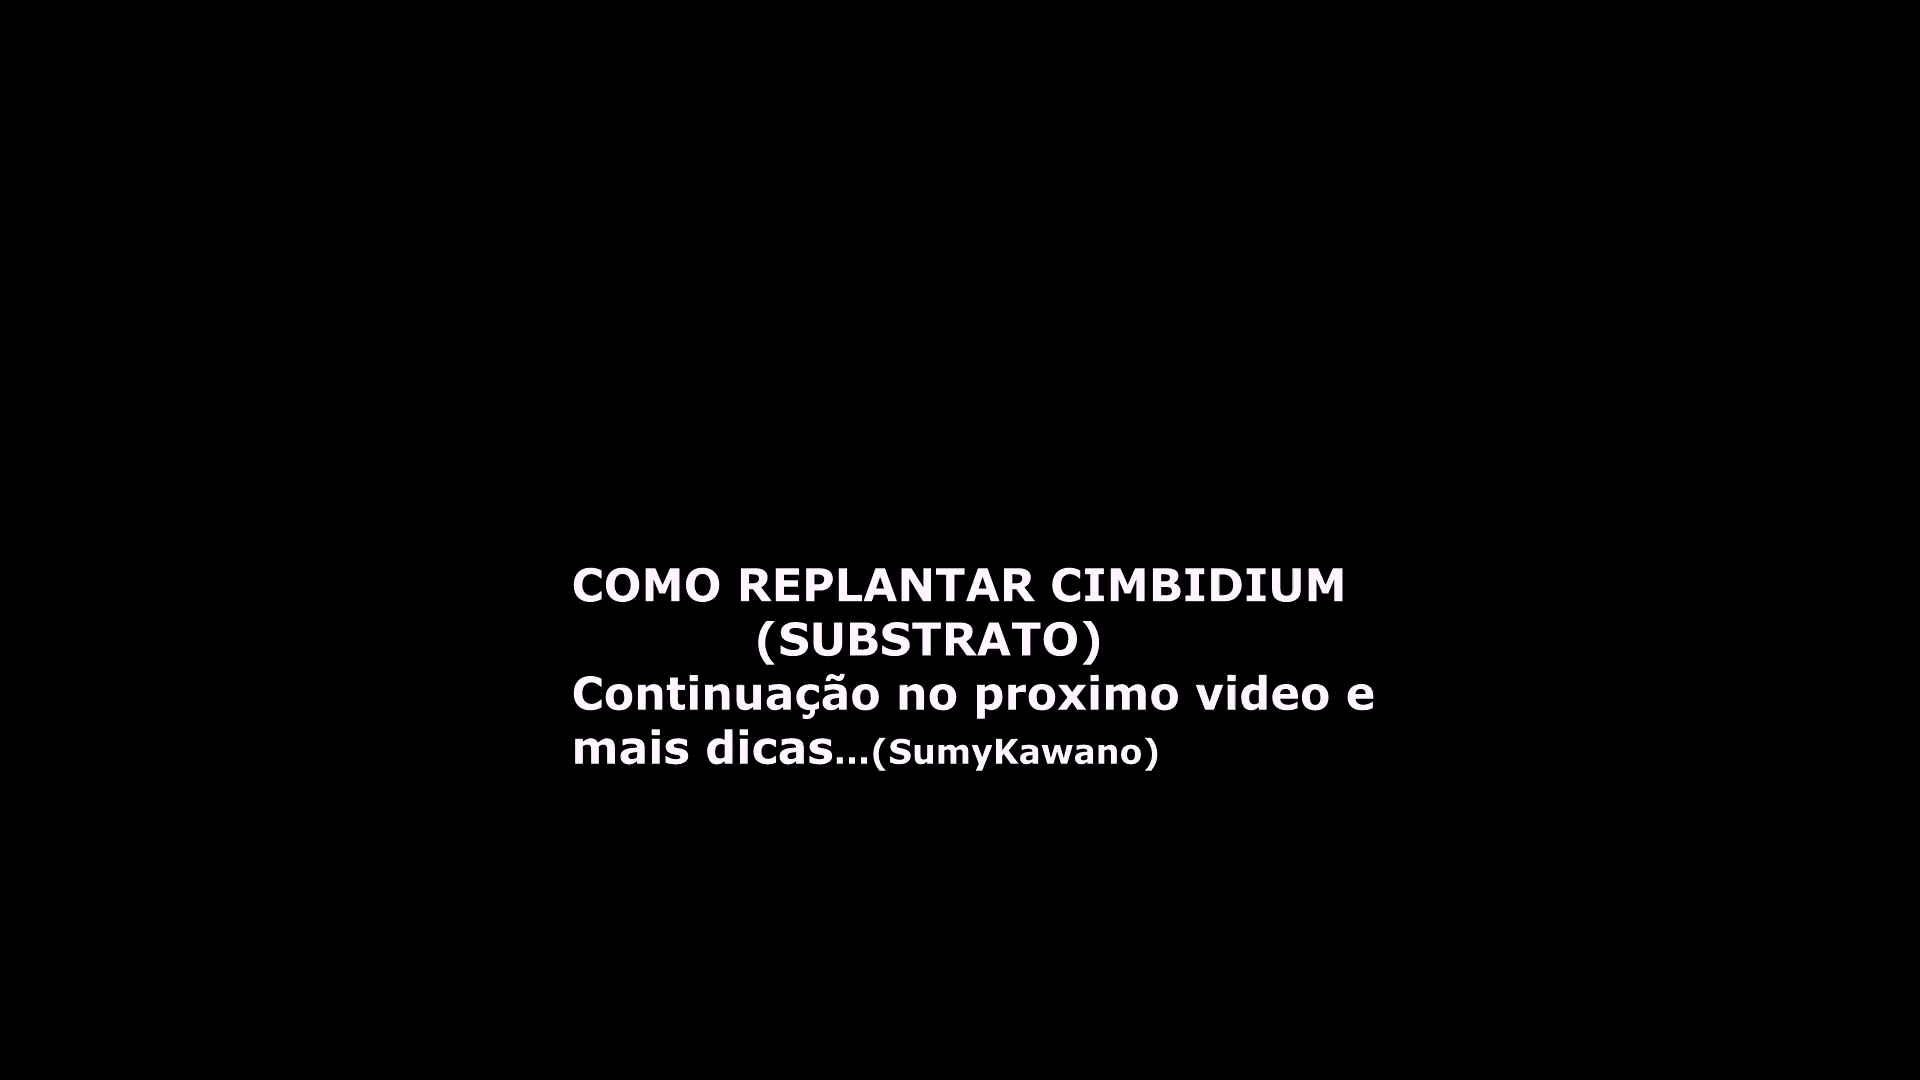 COMO REPLANTAR CIMBIDIUM
(SUBSTRATO)
Continuação no proximo video e
mais dicas...(SumyKawano)